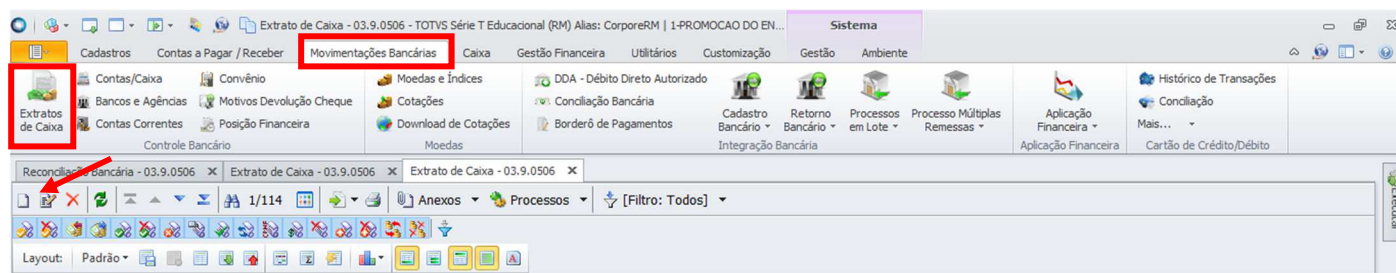 Extrato de Caixa - 03.9.0506 - TOTVS Série T Educacional (RM) Alias: CorporeRM | 1-PROMOCAO DO EN... Sistema
Cadastros Contas a Pagar / Receber Movimentações Bancárias Caixa Gestão Financeira Utilitários Customização Gestão Ambiente
Extratos de Caixa
Contas/Caixa
Bancos e Agências
Contas Correntes
Convênio
Motivos Devolução Cheque
Posição Financeira
Controle Bancário
Moedas e Índices
Cotações
Download de Cotações
Moedas
DDA - Débito Direto Autorizado
Conciliação Bancária
Borderô de Pagamentos
Cadastro Bancário
Retorno Bancário
Processos em Lote
Processo Múltiplas Remessas
Integração Bancária
Aplicação Financeira
Aplicação Financeira
Histórico de Transações
Conciliação
Mais...
Cartão de Crédito/Débito
Reconciliação Bancária - 03.9.0506 X Extrato de Caixa - 03.9.0506 X Extrato de Caixa - 03.9.0506 X
1/114 Anexos Processos [Filtro: Todos]
Layout: Padrão